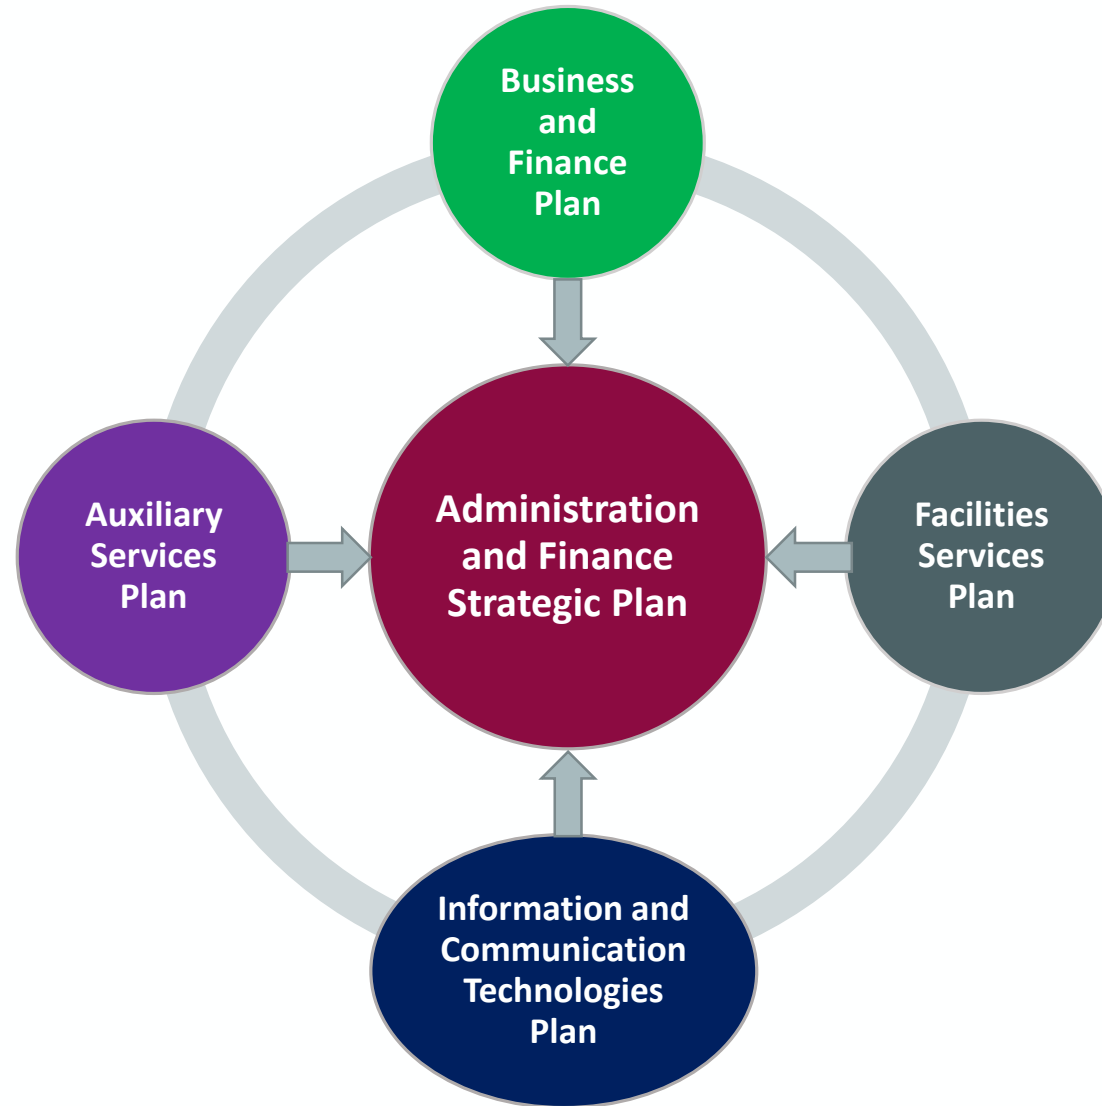 Business
and
Finance
Plan
Auxiliary
Services
Plan
Administration
and Finance
Strategic Plan
Facilities
Services
Plan
Information and
Communication
Technologies
Plan